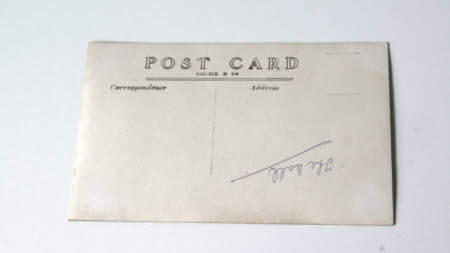 POST CARD
Correspondence
Address
The Hall